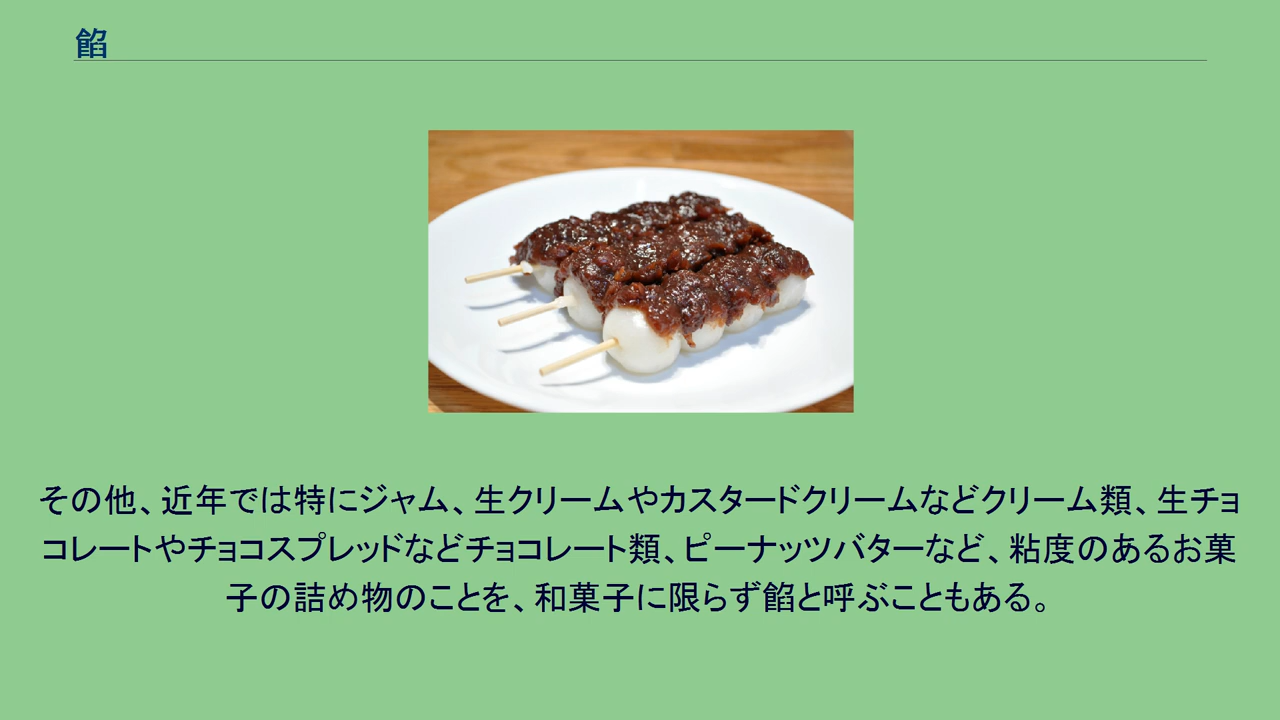 餡
その他、近年では特にジャム、生クリームやカスタードクリームなどクリーム類、生チョ
コレートやチョコスプレッドなどチョコレート類、ピーナッツバターなど、粘度のあるお菓
子の詰め物のことを、和菓子に限らず餡と呼ぶこともある。